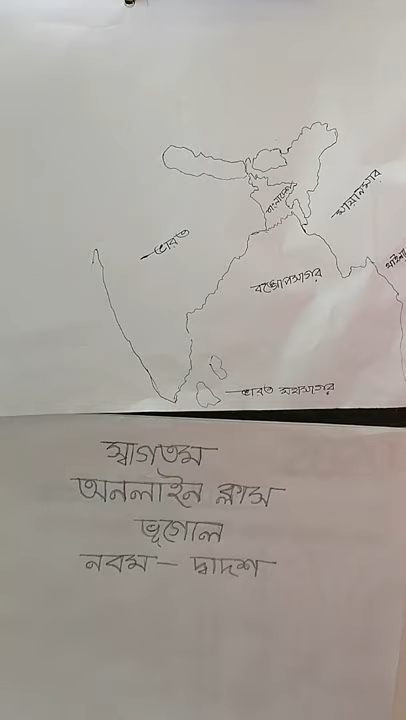 বাংলাদেশ
মায়ানমার
ভারত
বঙ্গোপসাগর
ভারত মহাসাগর
স্বাগতম
অনলাইন ক্লাস
ভূগোল
নবম - দ্বাদশ